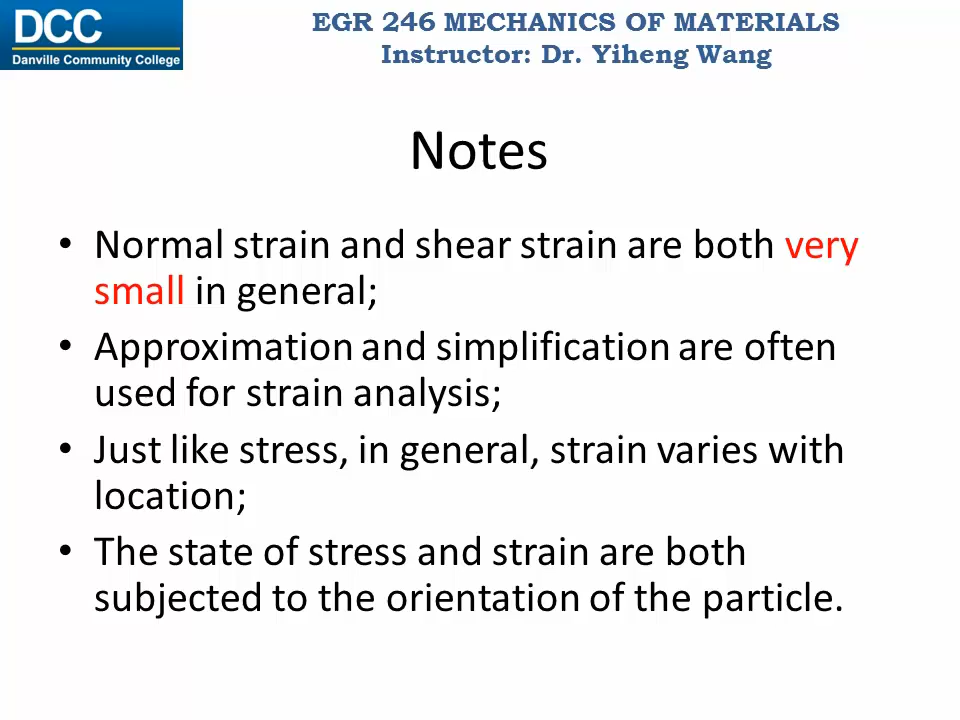 DCC
Danville Community College
EGR 246 MECHANICS OF MATERIALS
Instructor: Dr. Yiheng Wang
Notes
• Normal strain and shear strain are both very
small in general;
• Approximation and simplification are often
used for strain analysis;
• Just like stress, in general, strain varies with
location;
• The state of stress and strain are both
subjected to the orientation of the particle.